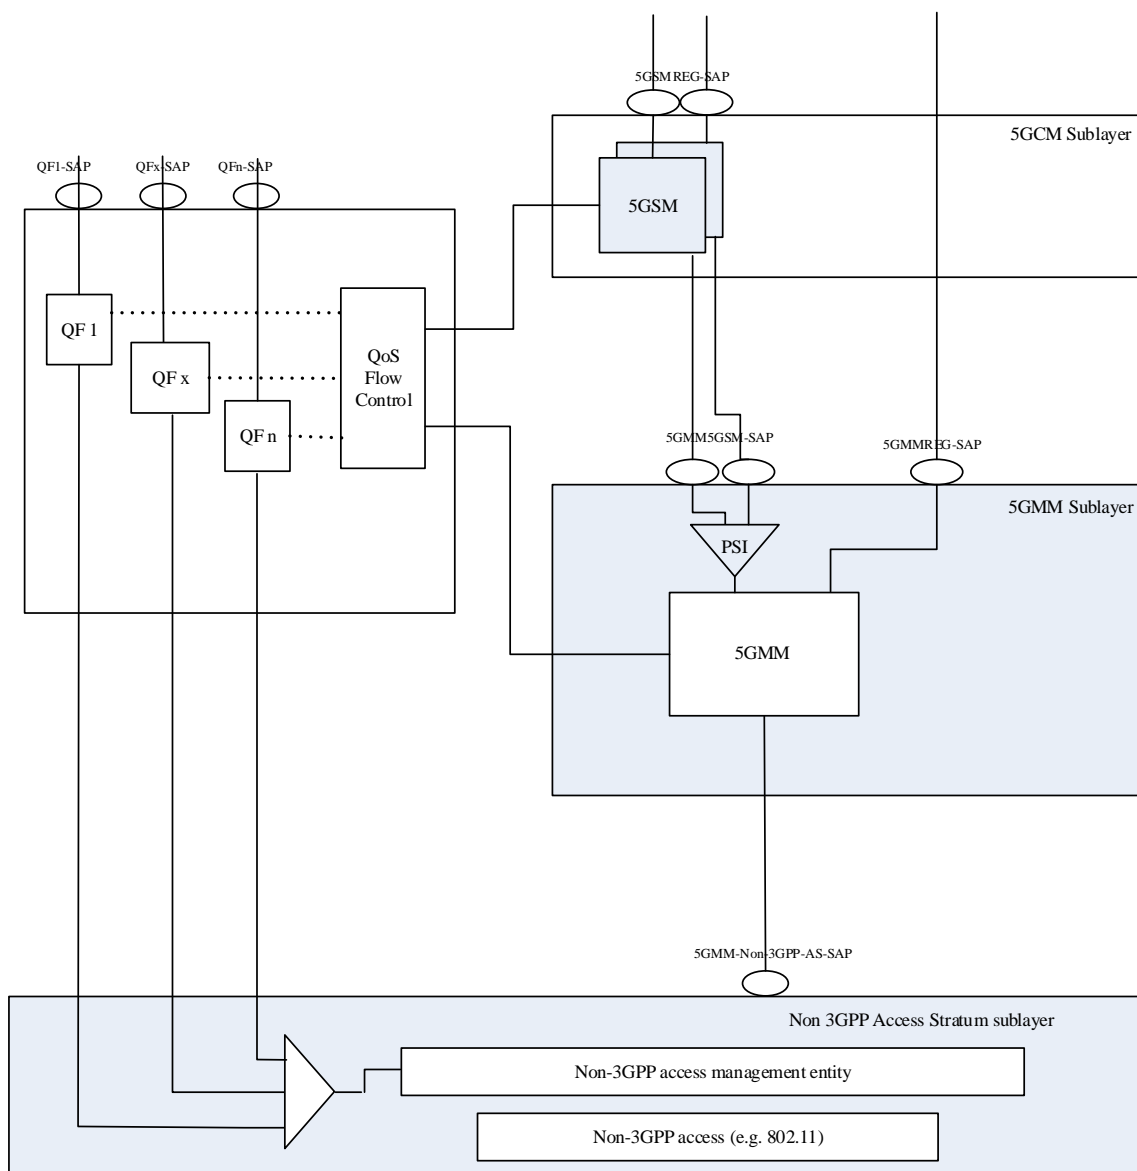 5GSMREG-SAP
5GCM Sublayer
QF1-SAP
QFx-SAP
QFn-SAP
5GSM
QF 1
QF x
QF n
QoS
Flow
Control
5GMM5GSM-SAP
5GMMREG-SAP
5GMM Sublayer
PSI
5GMM
5GMM-Non-3GPP-AS-SAP
Non 3GPP Access Stratum sublayer
Non-3GPP access management entity
Non-3GPP access (e.g. 802.11)